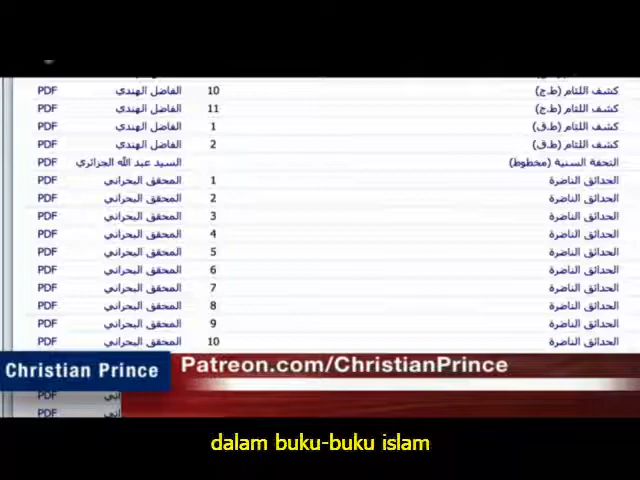 كشف اللثام (ط.ج) 10 الفاضل الهندي PDF
كشف اللثام (ط.ج) 11 الفاضل الهندي PDF
كشف اللثام (ط.ق) 1 الفاضل الهندي PDF
كشف اللثام (ط.ق) 2 الفاضل الهندي PDF
التحفة السنية (مخطوط) السيد عبد الله الجزائري PDF
الحدائق الناضرة 1 المحقق البحراني PDF
الحدائق الناضرة 2 المحقق البحراني PDF
الحدائق الناضرة 3 المحقق البحراني PDF
الحدائق الناضرة 4 المحقق البحراني PDF
الحدائق الناضرة 5 المحقق البحراني PDF
الحدائق الناضرة 6 المحقق البحراني PDF
الحدائق الناضرة 7 المحقق البحراني PDF
الحدائق الناضرة 8 المحقق البحراني PDF
الحدائق الناضرة 9 المحقق البحراني PDF
الحدائق الناضرة 10 المحقق البحراني PDF
Christian Prince
Patreon.com/ChristianPrince
PDF
PDF
dalam buku-buku islam